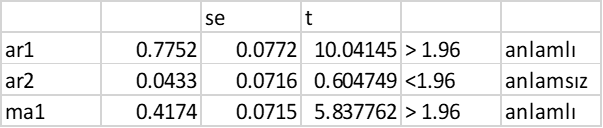 se t
ar1 0.7752 0.0772 10.04145 > 1.96 anlamlı
ar2 0.0433 0.0716 0.604749 <1.96 anlamsız
ma1 0.4174 0.0715 5.837762 > 1.96 anlamlı